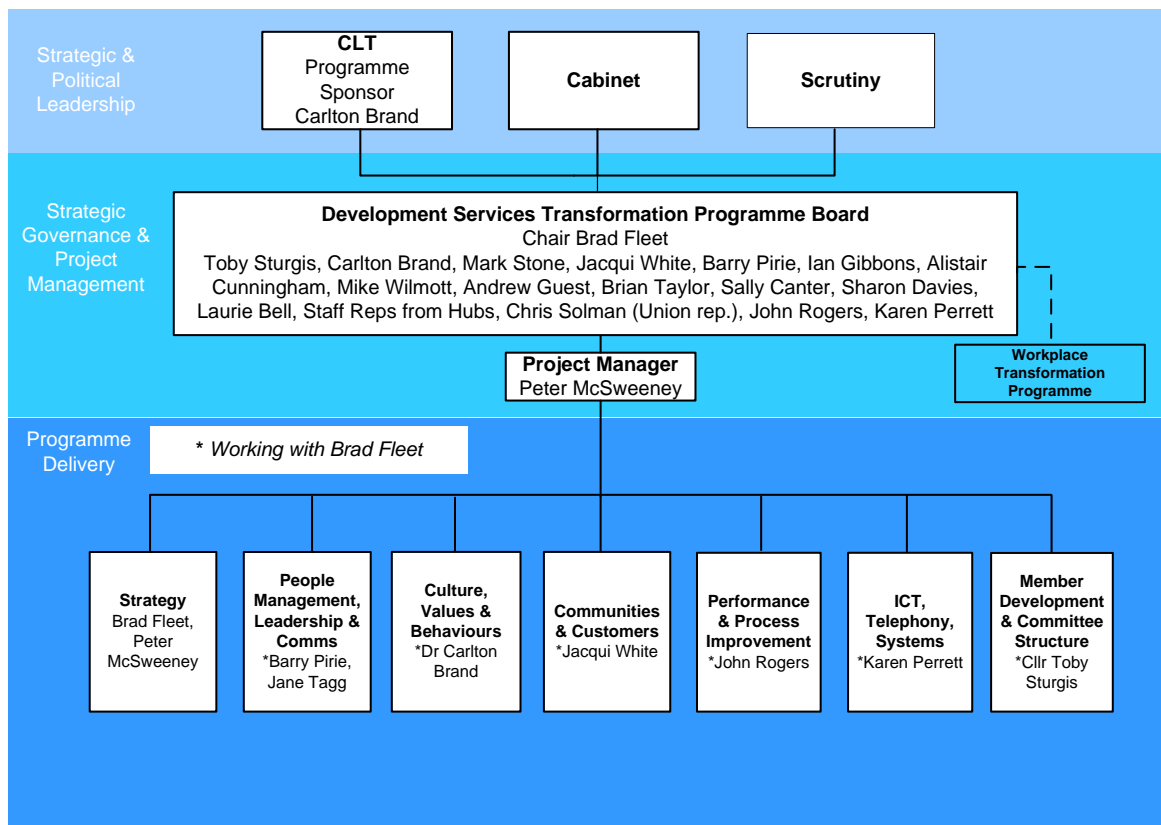 Strategic &
Political
Leadership
CLT
Programme
Sponsor
Carlton Brand
Cabinet
Scrutiny
Strategic
Governance &
Project
Management
Development Services Transformation Programme Board
Chair Brad Fleet
Toby Sturgis, Carlton Brand, Mark Stone, Jacqui White, Barry Pirie, Ian Gibbons, Alistair
Cunningham, Mike Wilmott, Andrew Guest, Brian Taylor, Sally Canter, Sharon Davies,
Laurie Bell, Staff Reps from Hubs, Chris Solman (Union rep.), John Rogers, Karen Perrett
Project Manager
Peter McSweeney
Workplace
Transformation
Programme
Programme
Delivery
* Working with Brad Fleet
Strategy
Brad Fleet,
Peter
McSweeney
People
Management,
Leadership &
Comms
*Barry Pirie,
Jane Tagg
Culture,
Values &
Behaviours
*Dr Carlton
Brand
Communities
& Customers
*Jacqui White
Performance
& Process
Improvement
*John Rogers
ICT,
Telephony,
Systems
*Karen Perrett
Member
Development
& Committee
Structure
*Cllr Toby
Sturgis